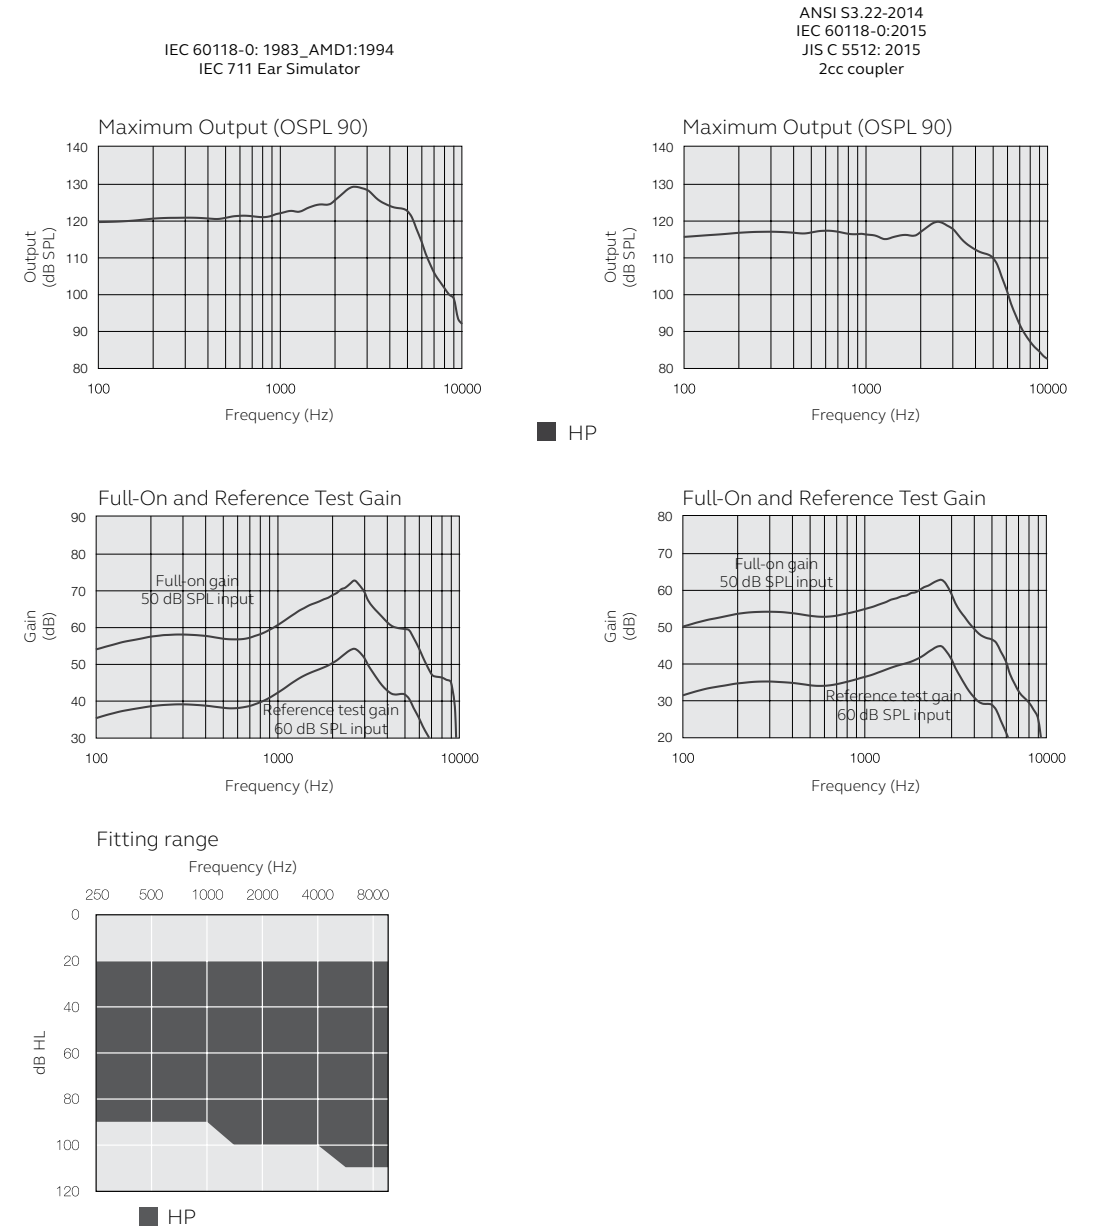 IEC 60118-0: 1983_AMD1:1994
IEC 711 Ear Simulator
ANSI S3.22-2014
IEC 60118-0:2015
JIS C 5512: 2015
2cc coupler
Maximum Output (OSPL 90)
140
130
120
110
100
90
80
Output
(dB SPL)
100 1000 10000
Frequency (Hz)
Maximum Output (OSPL 90)
140
130
120
110
100
90
80
Output
(dB SPL)
100 1000 10000
Frequency (Hz)
HP
Full-On and Reference Test Gain
90
80
70
60
50
40
30
Gain
(dB)
Full-on gain
50 dB SPL input
Reference test gain
60 dB SPL input
100 1000 10000
Frequency (Hz)
Full-On and Reference Test Gain
80
70
60
50
40
30
20
Gain
(dB)
Full-on gain
50 dB SPL input
Reference test gain
60 dB SPL input
100 1000 10000
Frequency (Hz)
Fitting range
Frequency (Hz)
250 500 1000 2000 4000 8000
0
20
40
60
80
100
120
dB HL
HP